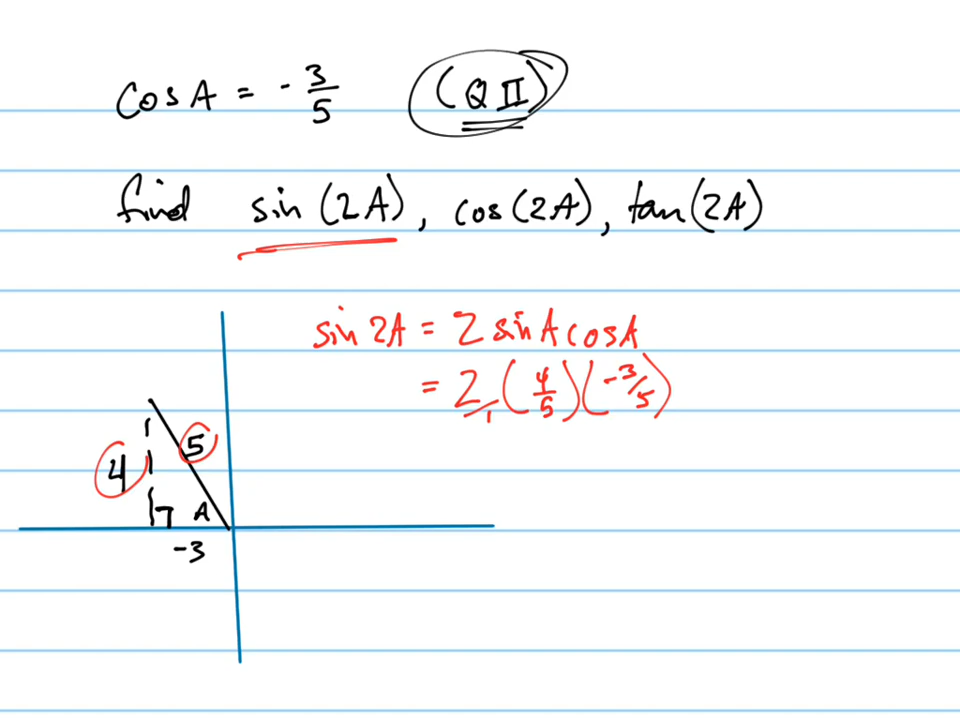 cos A = -3/5 (Q II)
find sin (2A), cos (2A), tan (2A)
sin 2A = 2 sin A cos A
= 2/1 (4/5)(-3/5)
4 5
A
-3